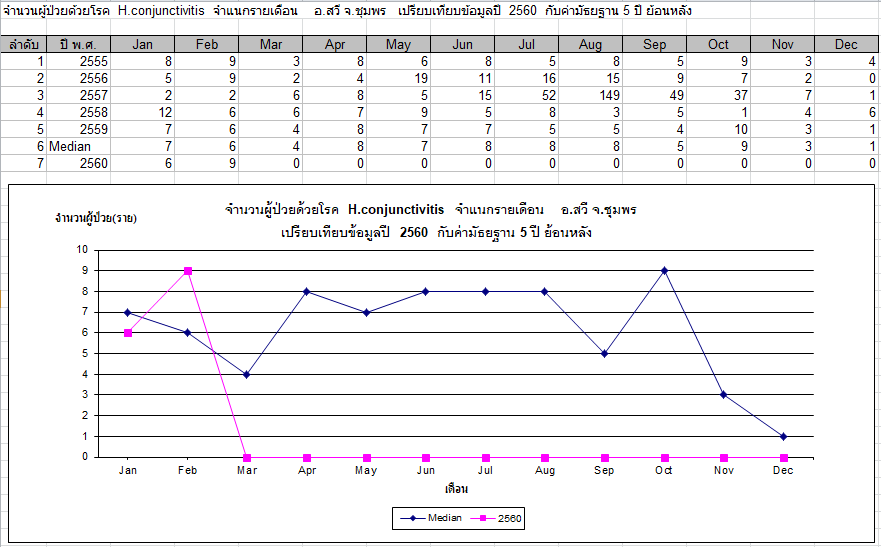 จำนวนผู้ป่วยด้วยโรค H.conjunctivitis จำแนกรายเดือน อ.สวี จ.ชุมพร เปรียบเทียบข้อมูลปี 2560 กับค่ามัธยฐาน 5 ปี ย้อนหลัง
ลำดับ ปี พ.ศ. Jan Feb Mar Apr May Jun Jul Aug Sep Oct Nov Dec
1 2555 8 9 3 8 6 8 5 8 5 9 3 4
2 2556 5 9 2 4 19 11 16 15 9 7 2 0
3 2557 2 2 6 8 5 15 52 149 49 37 7 1
4 2558 12 6 6 7 9 5 8 3 5 1 4 6
5 2559 7 6 4 8 7 7 5 5 4 10 3 1
6 Median 7 6 4 8 7 8 8 8 5 9 3 1
7 2560 6 9 0 0 0 0 0 0 0 0 0 0
จำนวนผู้ป่วยด้วยโรค H.conjunctivitis จำแนกรายเดือน อ.สวี จ.ชุมพร
เปรียบเทียบข้อมูลปี 2560 กับค่ามัธยฐาน 5 ปี ย้อนหลัง
จำนวนผู้ป่วย(ราย)
10
9
8
7
6
5
4
3
2
1
0
Jan Feb Mar Apr May Jun Jul Aug Sep Oct Nov Dec
เดือน
Median 2560